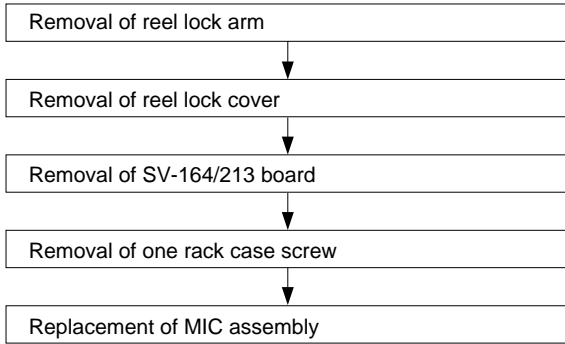 Removal of reel lock arm
Removal of reel lock cover
Removal of SV-164/213 board
Removal of one rack case screw
Replacement of MIC assembly